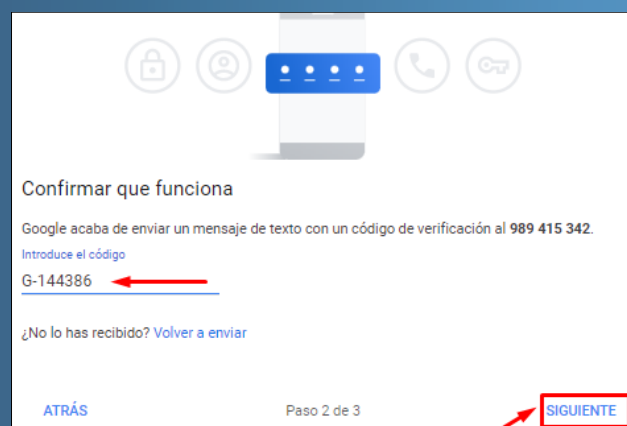 Confirmar que funciona
Google acaba de enviar un mensaje de texto con un código de verificación al 989 415 342.
Introduce el código
G-144386
¿No lo has recibido? Volver a enviar
ATRÁS Paso 2 de 3 SIGUIENTE